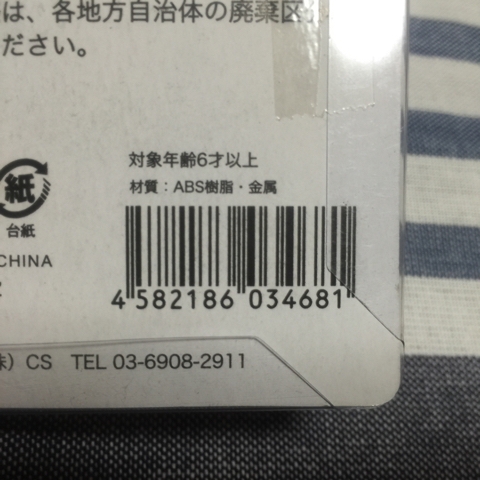 は、各地方自治体の廃棄区
ださい。
対象年齢6才以上
材質：ABS樹脂・金属
紙
台紙
CHINA
4 582186 034681
株）CS TEL 03-6908-2911